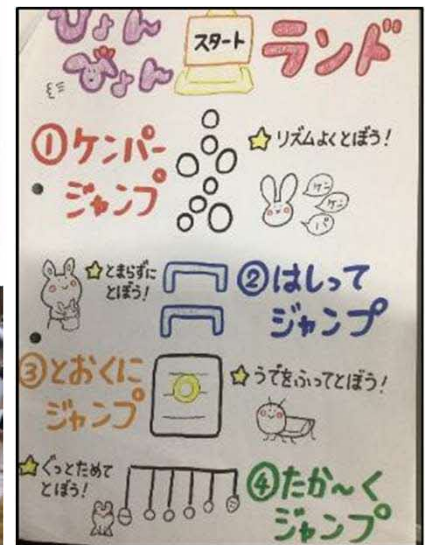 ぴょん
ぴょん
スタート
ランド
①ケンパー
ジャンプ
リズムよくとぼう!
ケン
ケン
パ
とまらずに
とぼう!
②はしって
ジャンプ
③とおくに
ジャンプ
うでをふってとぼう!
ぐっとためて
とぼう!
④たか〜く
ジャンプ